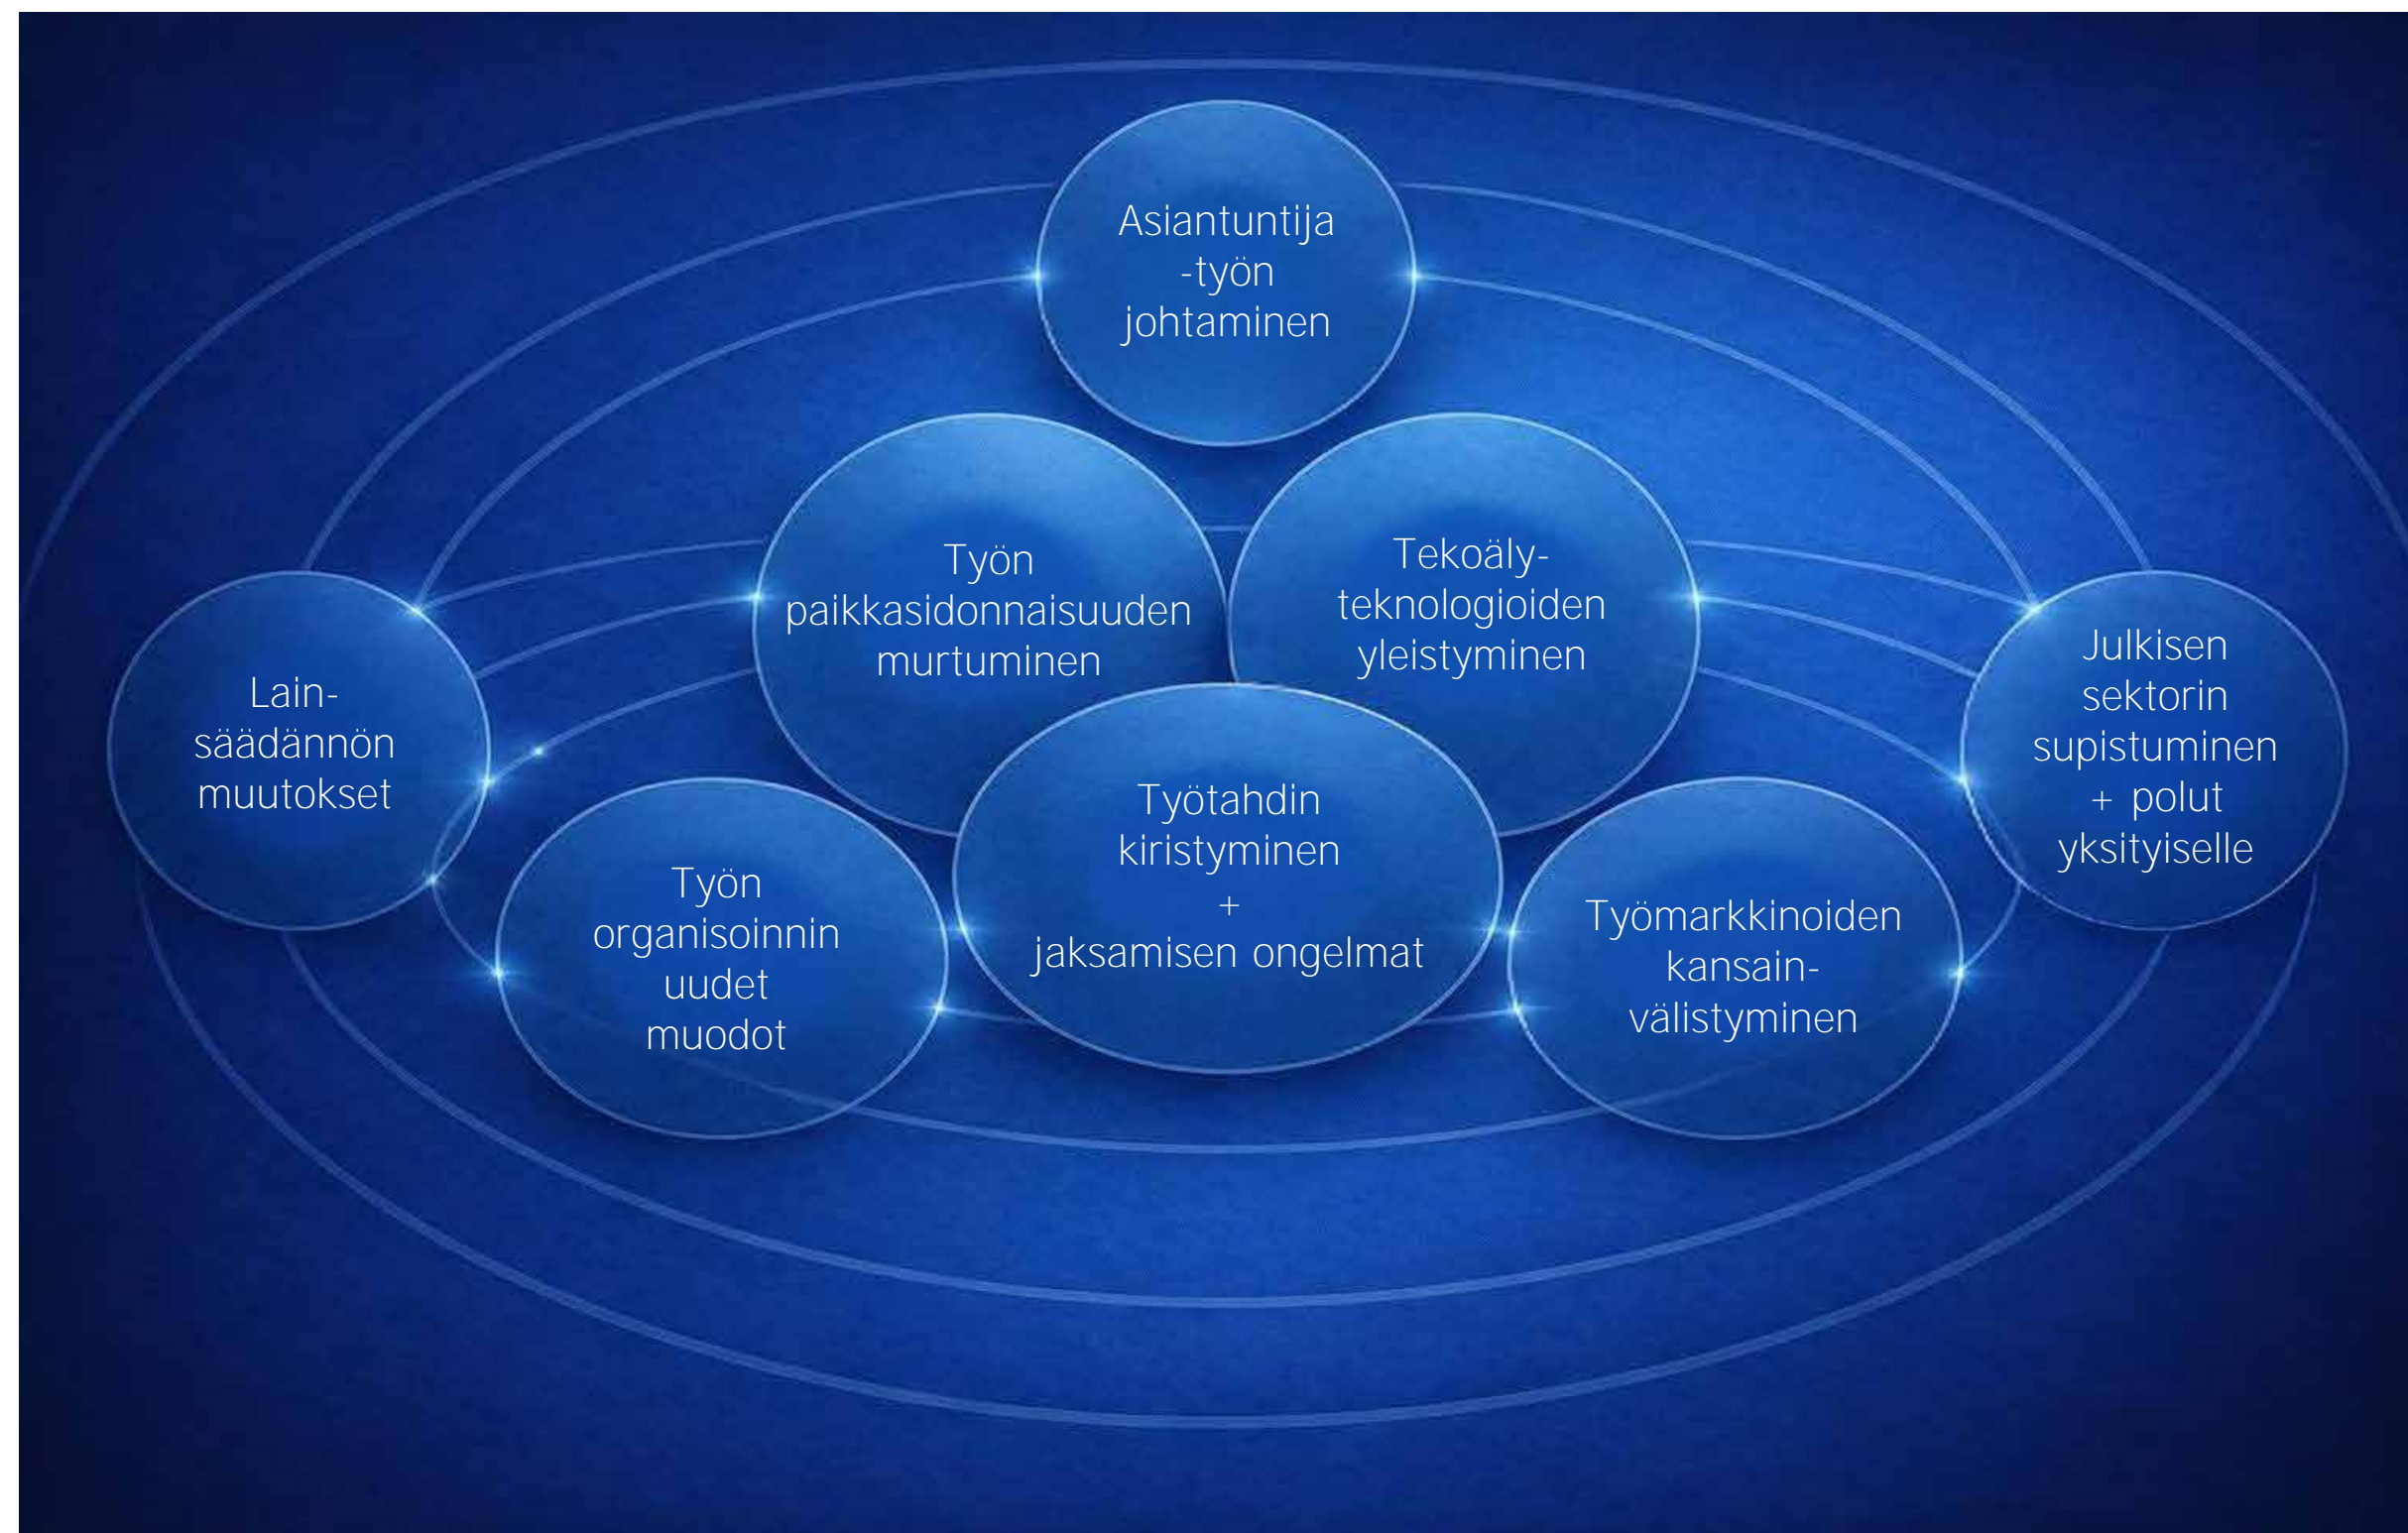 Asiantuntija
-työn
johtaminen
Työn
paikkasidonnaisuuden
murtuminen
Tekoäly-
teknologioiden
yleistyminen
Lain-
säädännön
muutokset
Julkisen
sektorin
supistuminen
+ polut
yksityiselle
Työn
organisoinnin
uudet
muodot
Työtahdin
kiristyminen
+
jaksamisen ongelmat
Työmarkkinoiden
kansain-
välistyminen